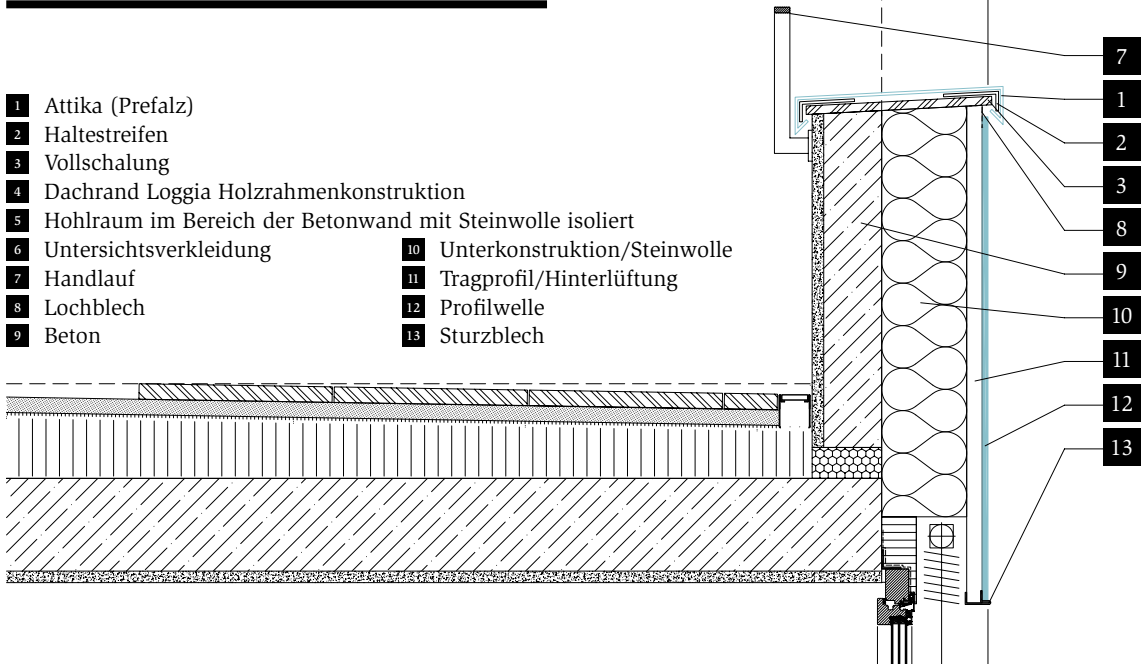 1 Attika (Prefalz)
2 Haltestreifen
3 Vollschalung
4 Dachrand Loggia Holzrahmenkonstruktion
5 Hohlraum im Bereich der Betonwand mit Steinwolle isoliert
6 Untersichtsverkleidung
7 Handlauf
8 Lochblech
9 Beton
10 Unterkonstruktion/Steinwolle
11 Tragprofil/Hinterlüftung
12 Profilwelle
13 Sturzblech
7
1
2
3
8
9
10
11
12
13